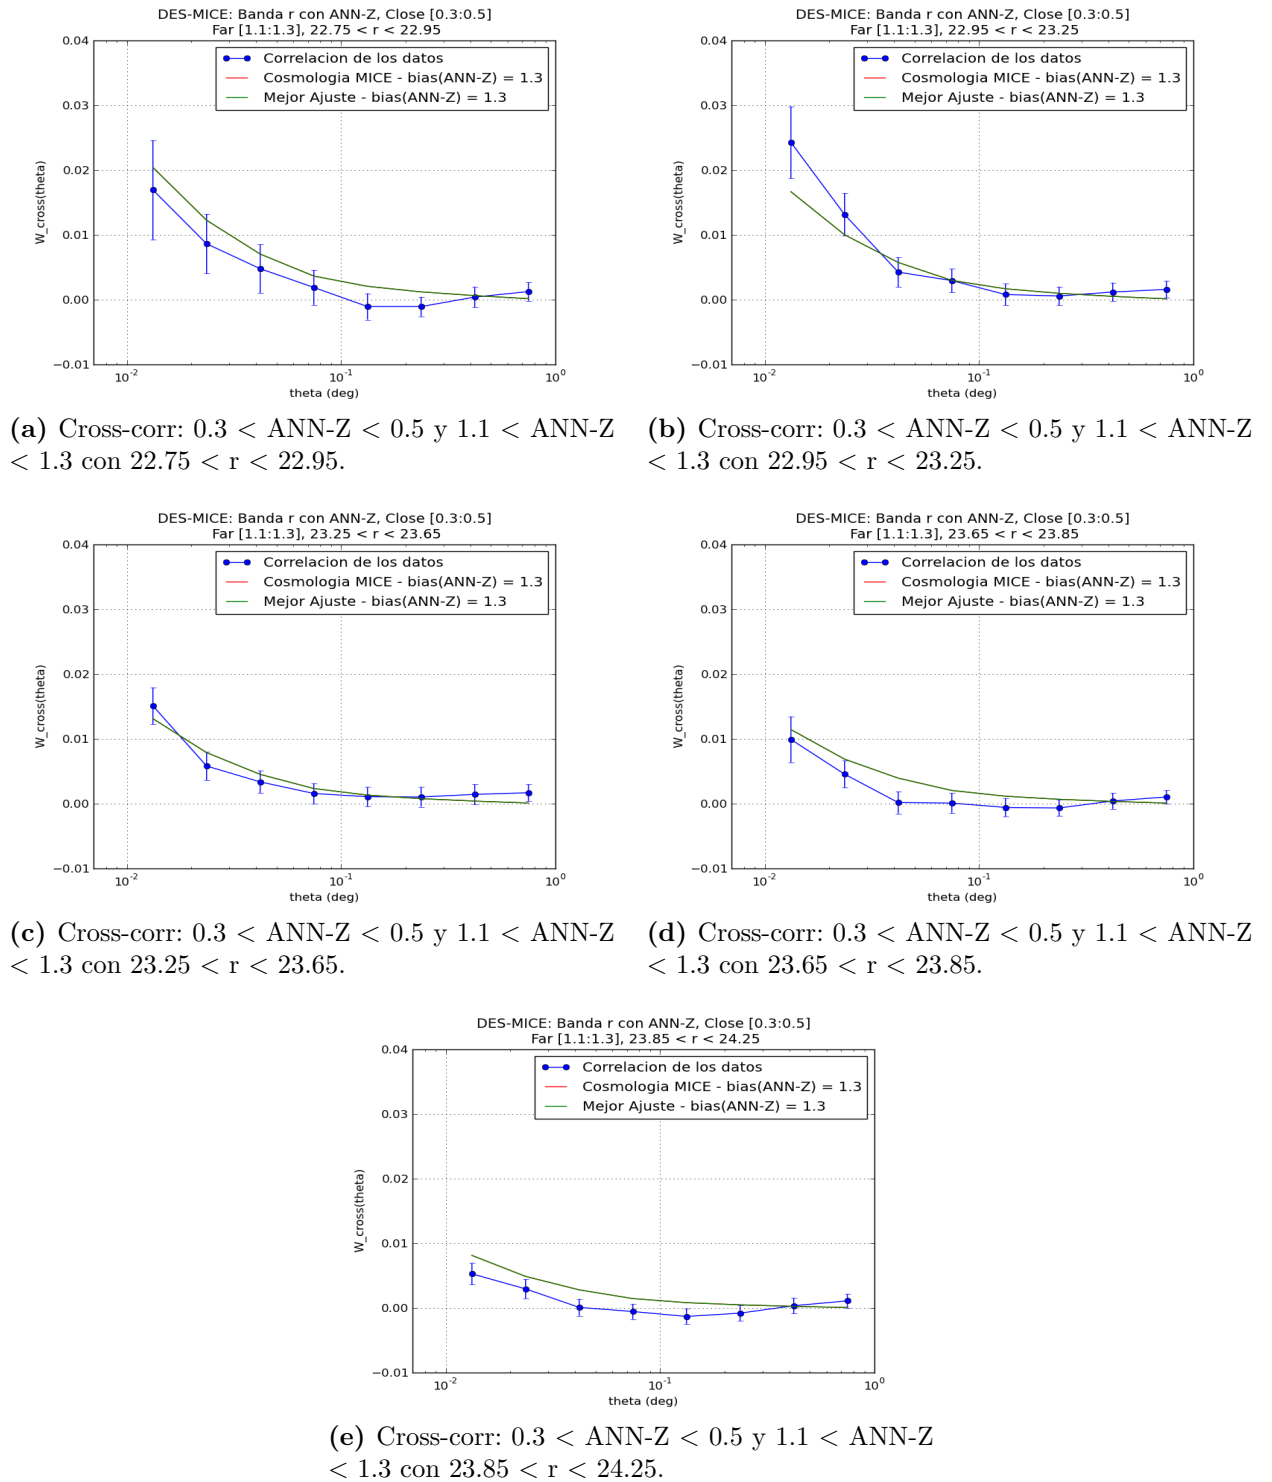 DES-MICE: Banda r con ANN-Z, Close [0.3:0.5]
Far [1.1:1.3], 22.75 < r < 22.95
0.04
0.03
0.02
0.01
0.00
−0.01
W_cross(theta)
Correlacion de los datos
Cosmologia MICE - bias(ANN-Z) = 1.3
Mejor Ajuste - bias(ANN-Z) = 1.3
10⁻²
10⁻¹
10⁰
theta (deg)
(a) Cross-corr: 0.3 < ANN-Z < 0.5 y 1.1 < ANN-Z
< 1.3 con 22.75 < r < 22.95.
DES-MICE: Banda r con ANN-Z, Close [0.3:0.5]
Far [1.1:1.3], 22.95 < r < 23.25
0.04
0.03
0.02
0.01
0.00
−0.01
W_cross(theta)
Correlacion de los datos
Cosmologia MICE - bias(ANN-Z) = 1.3
Mejor Ajuste - bias(ANN-Z) = 1.3
10⁻²
10⁻¹
10⁰
theta (deg)
(b) Cross-corr: 0.3 < ANN-Z < 0.5 y 1.1 < ANN-Z
< 1.3 con 22.95 < r < 23.25.
DES-MICE: Banda r con ANN-Z, Close [0.3:0.5]
Far [1.1:1.3], 23.25 < r < 23.65
0.04
0.03
0.02
0.01
0.00
−0.01
W_cross(theta)
Correlacion de los datos
Cosmologia MICE - bias(ANN-Z) = 1.3
Mejor Ajuste - bias(ANN-Z) = 1.3
10⁻²
10⁻¹
10⁰
theta (deg)
(c) Cross-corr: 0.3 < ANN-Z < 0.5 y 1.1 < ANN-Z
< 1.3 con 23.25 < r < 23.65.
DES-MICE: Banda r con ANN-Z, Close [0.3:0.5]
Far [1.1:1.3], 23.65 < r < 23.85
0.04
0.03
0.02
0.01
0.00
−0.01
W_cross(theta)
Correlacion de los datos
Cosmologia MICE - bias(ANN-Z) = 1.3
Mejor Ajuste - bias(ANN-Z) = 1.3
10⁻²
10⁻¹
10⁰
theta (deg)
(d) Cross-corr: 0.3 < ANN-Z < 0.5 y 1.1 < ANN-Z
< 1.3 con 23.65 < r < 23.85.
DES-MICE: Banda r con ANN-Z, Close [0.3:0.5]
Far [1.1:1.3], 23.85 < r < 24.25
0.04
0.03
0.02
0.01
0.00
−0.01
W_cross(theta)
Correlacion de los datos
Cosmologia MICE - bias(ANN-Z) = 1.3
Mejor Ajuste - bias(ANN-Z) = 1.3
10⁻²
10⁻¹
10⁰
theta (deg)
(e) Cross-corr: 0.3 < ANN-Z < 0.5 y 1.1 < ANN-Z
< 1.3 con 23.85 < r < 24.25.